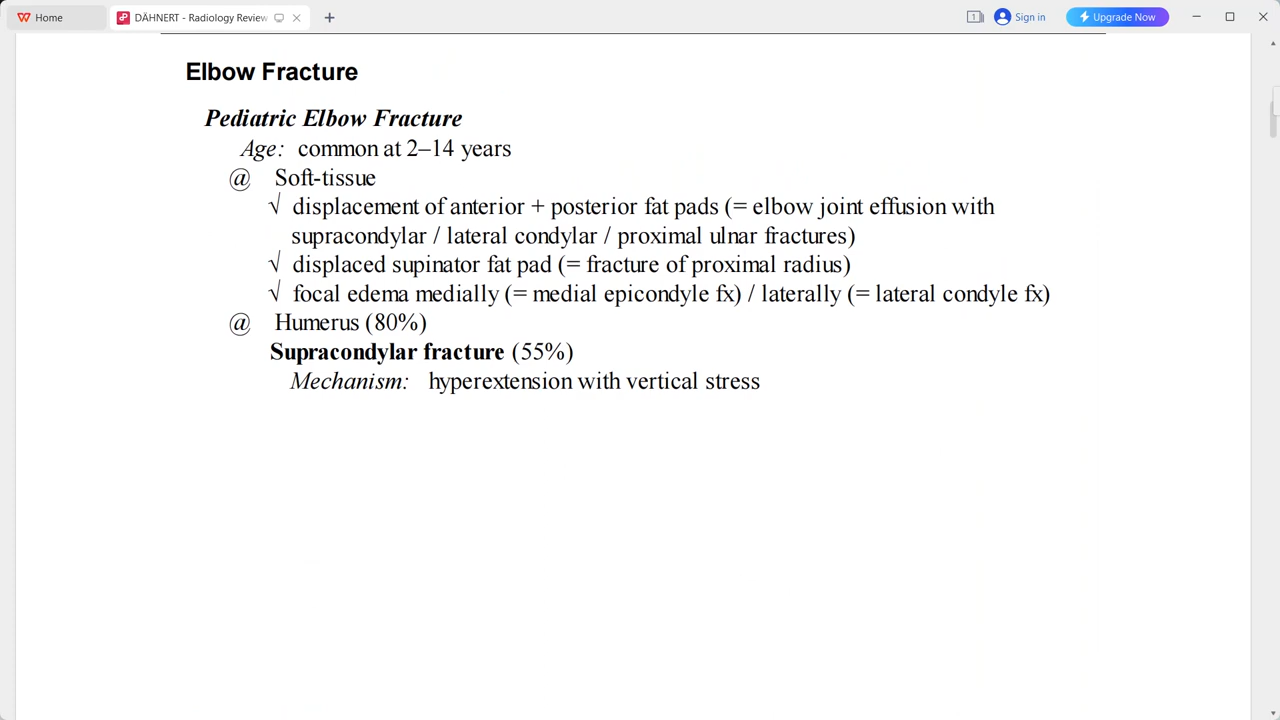 Home
DÄHNERT - Radiology Review
Sign in
Upgrade Now
Elbow Fracture
Pediatric Elbow Fracture
Age: common at 2–14 years
@ Soft-tissue
√ displacement of anterior + posterior fat pads (= elbow joint effusion with
supracondylar / lateral condylar / proximal ulnar fractures)
√ displaced supinator fat pad (= fracture of proximal radius)
√ focal edema medially (= medial epicondyle fx) / laterally (= lateral condyle fx)
@ Humerus (80%)
Supracondylar fracture (55%)
Mechanism: hyperextension with vertical stress